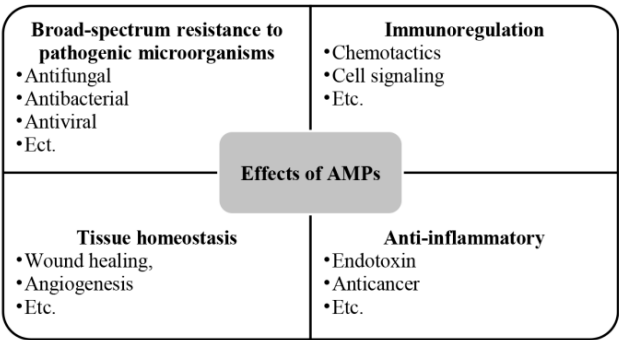 Broad-spectrum resistance to
pathogenic microorganisms
•Antifungal
•Antibacterial
•Antiviral
•Ect.
Immunoregulation
•Chemotactics
•Cell signaling
•Etc.
Effects of AMPs
Tissue homeostasis
•Wound healing,
•Angiogenesis
•Etc.
Anti-inflammatory
•Endotoxin
•Anticancer
•Etc.